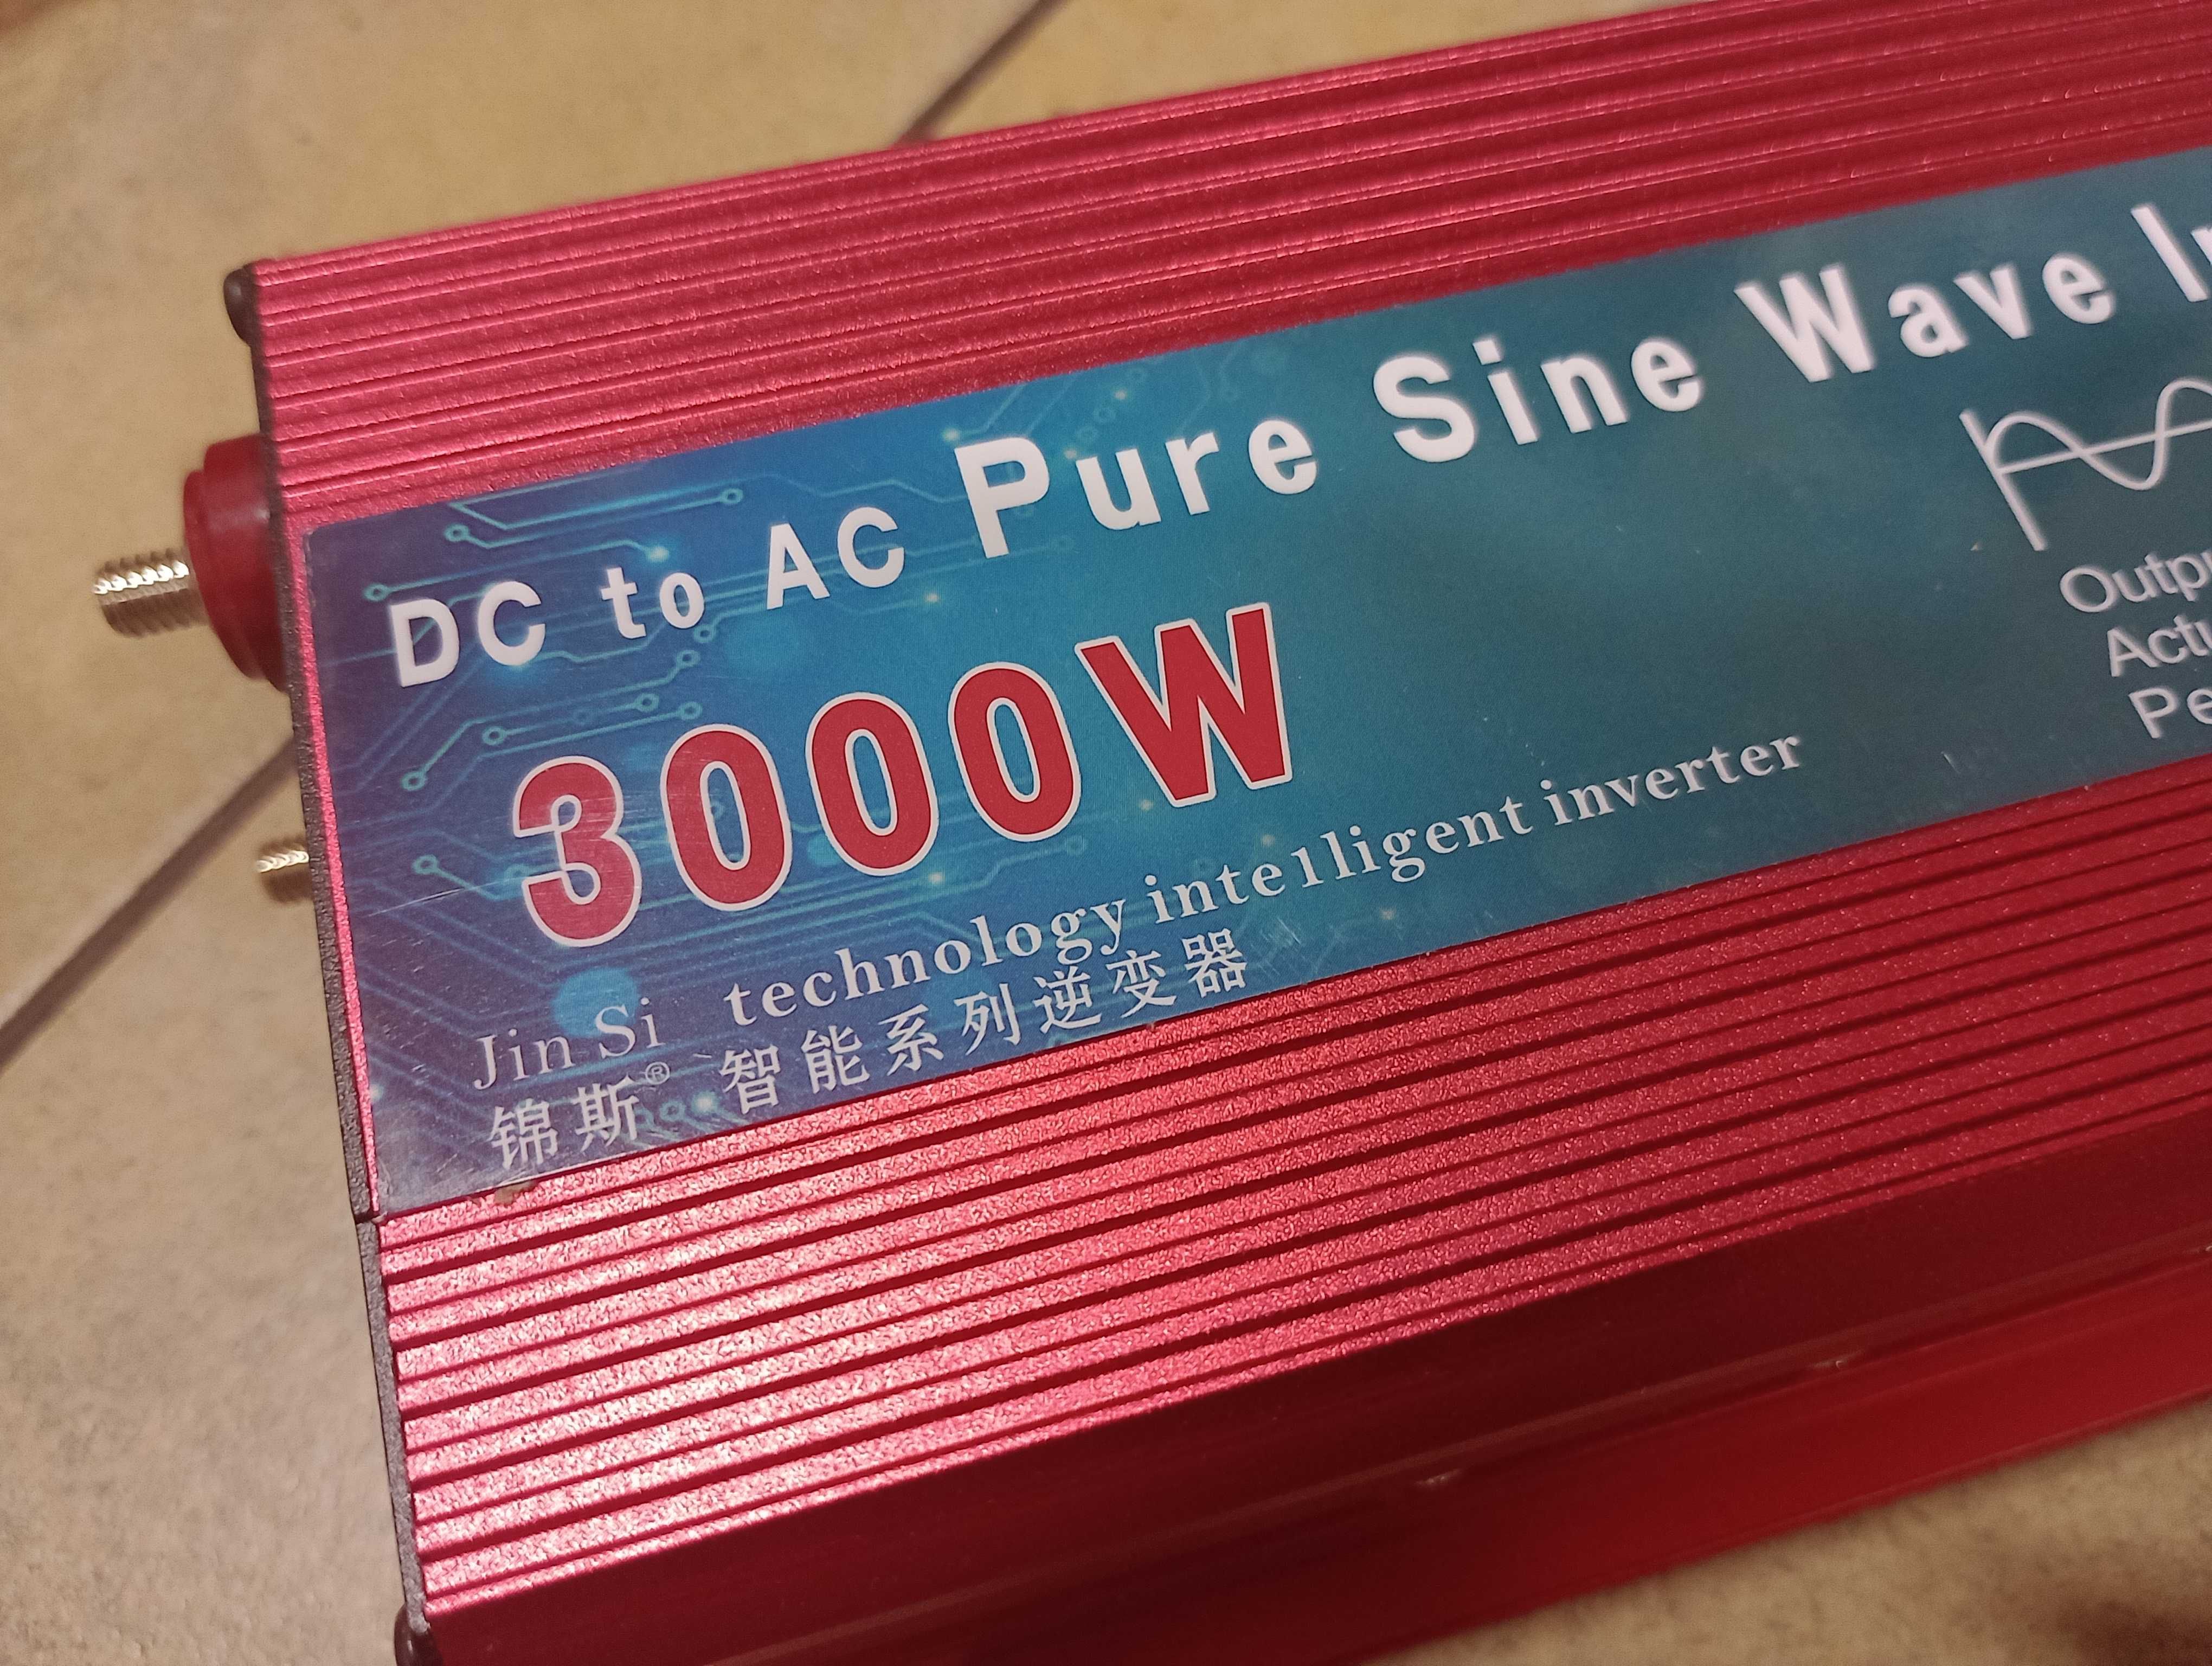 DC to AC Pure Sine Wave
3000W
Jin Si technology inte1ligent inverter
锦斯® 智能系列逆变器